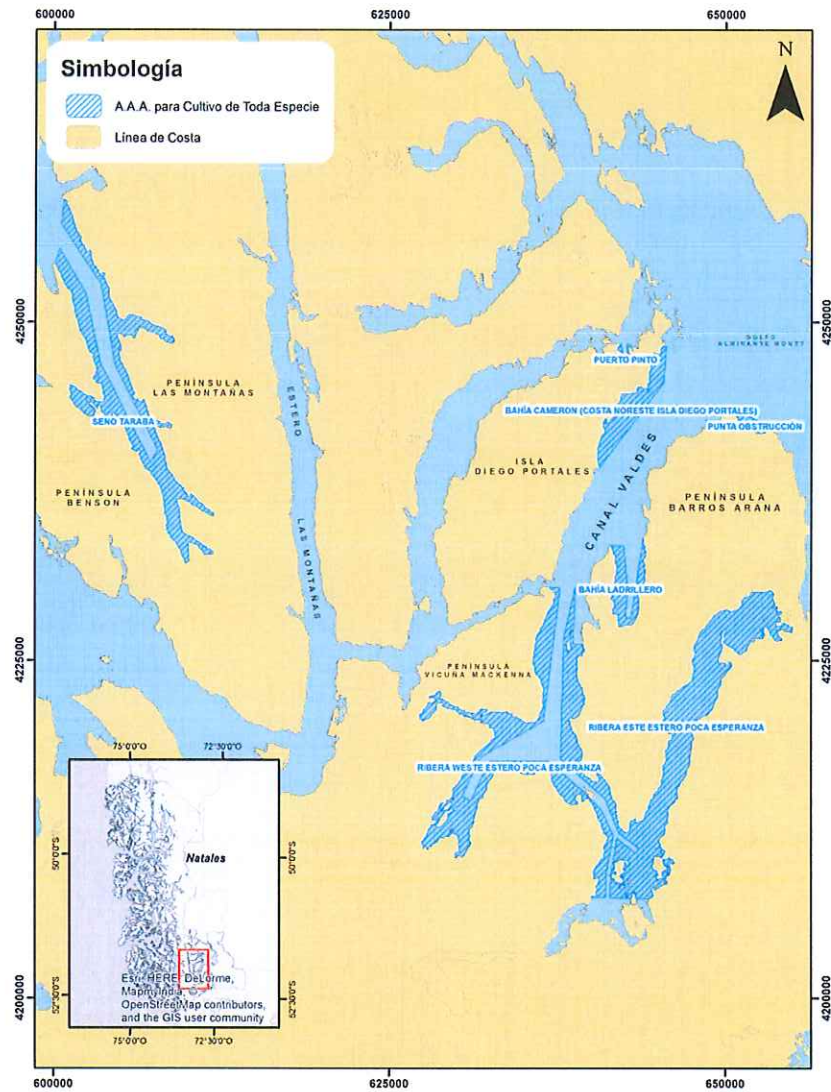 600000
625000
650000
Simbología
A.A.A. para Cultivo de Toda Especie
Línea de Costa
N
4250000
4250000
GOLFO
ALMIRANTE MONTT
PUERTO PINTO
PENÍNSULA
LAS MONTAÑAS
ESTERO
LAS MONTAÑAS
BAHÍA CAMERON (COSTA NORESTE ISLA DIEGO PORTALES)
SENO TARABA
PUNTA OBSTRUCCIÓN
ISLA
DIEGO PORTALES
CANAL VALDES
PENÍNSULA
BENSON
PENÍNSULA
BARROS ARANA
BAHÍA LADRILLERO
4225000
4225000
PENÍNSULA
VICUÑA MACKENNA
RIBERA ESTE ESTERO POCA ESPERANZA
RIBERA WESTE ESTERO POCA ESPERANZA
75°0'0"O
72°30'0"O
50°0'0"S
50°0'0"S
Natales
52°30'0"S
52°30'0"S
Esri, HERE, DeLorme,
MapmyIndia, ©
OpenStreetMap contributors,
and the GIS user community
75°0'0"O
72°30'0"O
4200000
4200000
600000
625000
650000